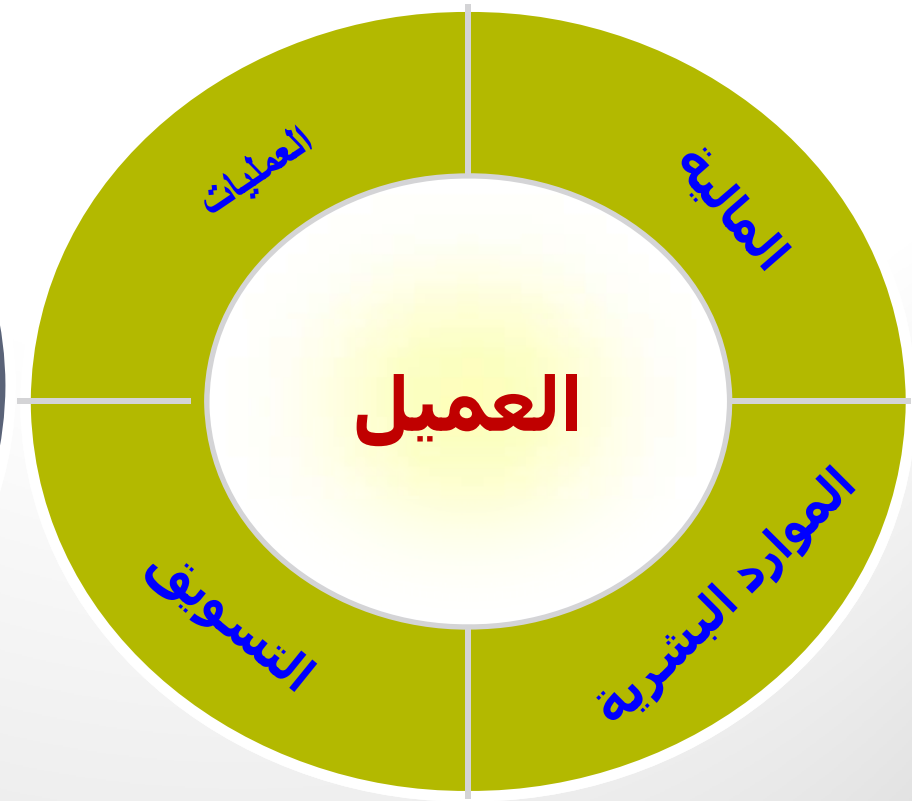 المالية
العمليات
العميل
الموارد البشرية
التسويق